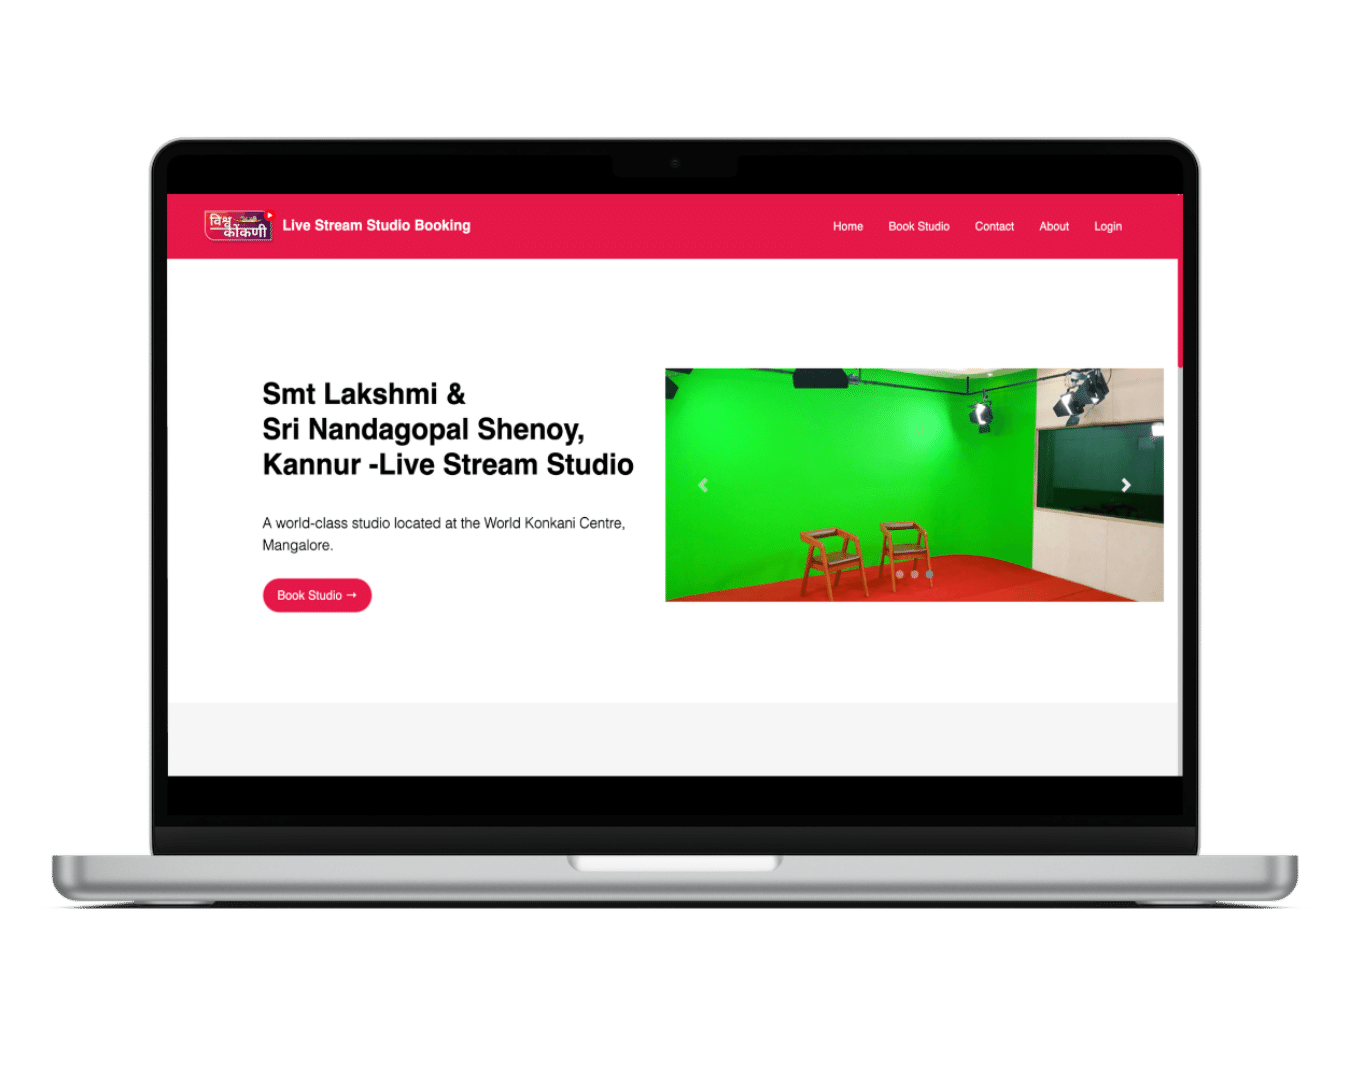 विश्व
कोंकणी
Live Stream Studio Booking
Home
Book Studio
Contact
About
Login
Smt Lakshmi &
Sri Nandagopal Shenoy,
Kannur -Live Stream Studio
A world-class studio located at the World Konkani Centre,
Mangalore.
Book Studio →